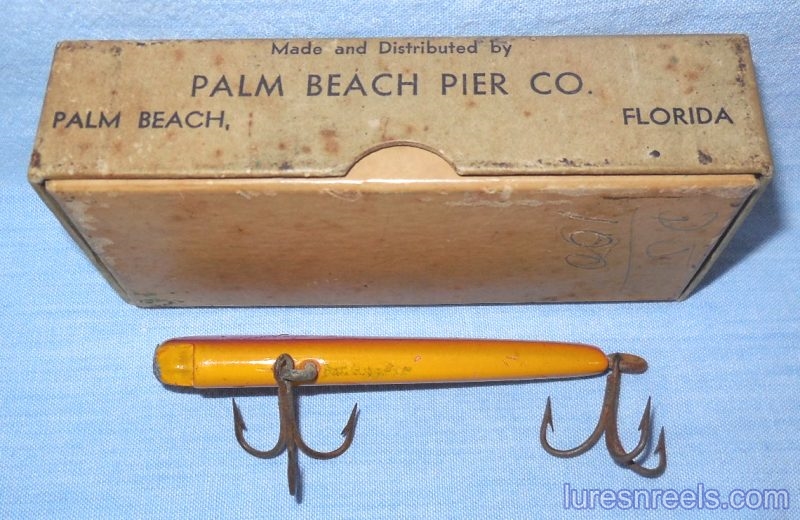 Made and Distributed by
PALM BEACH PIER CO.
PALM BEACH, FLORIDA
luresnreels.com